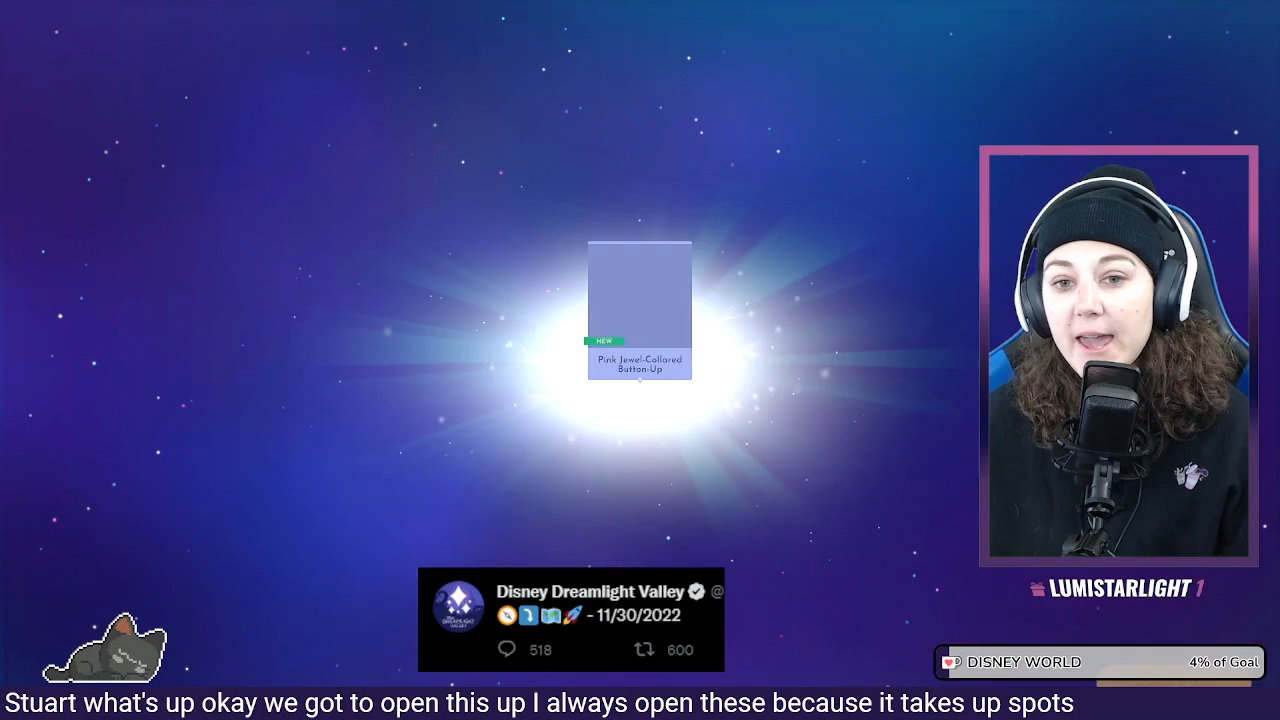 NEW
Pink Jewel-Collared
Button-Up
Disney Dreamlight Valley @
- 11/30/2022
518 600
LUMISTARLIGHT 1
DISNEY WORLD 4% of Goal
Stuart what's up okay we got to open this up I always open these because it takes up spots